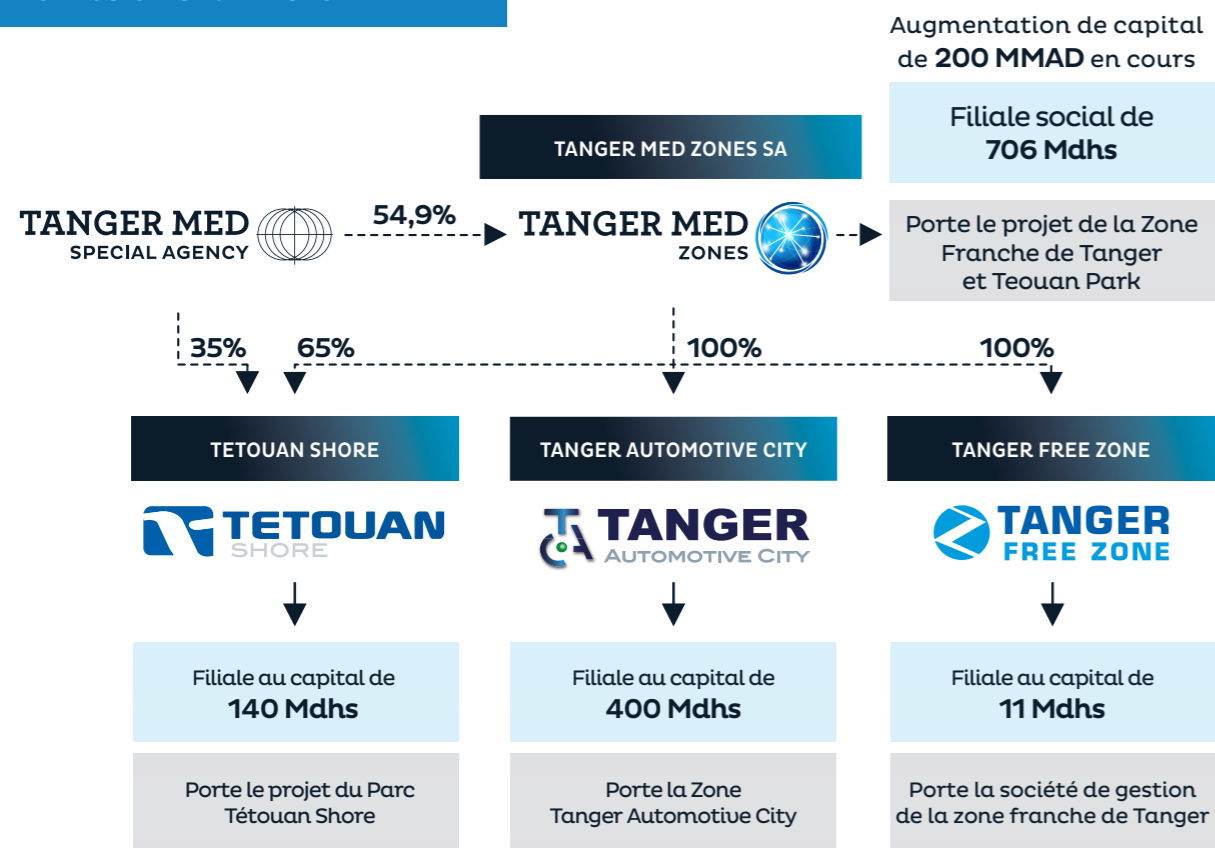 Augmentation de capital
de 200 MMAD en cours
Filiale social de
706 Mdhs
TANGER MED ZONES SA
TANGER MED
SPECIAL AGENCY
54,9%
TANGER MED
ZONES
Porte le projet de la Zone
Franche de Tanger
et Teouan Park
35%
65%
100%
100%
TETOUAN SHORE
TANGER AUTOMOTIVE CITY
TANGER FREE ZONE
TETOUAN
SHORE
TCA
TANGER
AUTOMOTIVE CITY
TANGER
FREE ZONE
Filiale au capital de
140 Mdhs
Filiale au capital de
400 Mdhs
Filiale au capital de
11 Mdhs
Porte le projet du Parc
Tétouan Shore
Porte la Zone
Tanger Automotive City
Porte la société de gestion
de la zone franche de Tanger